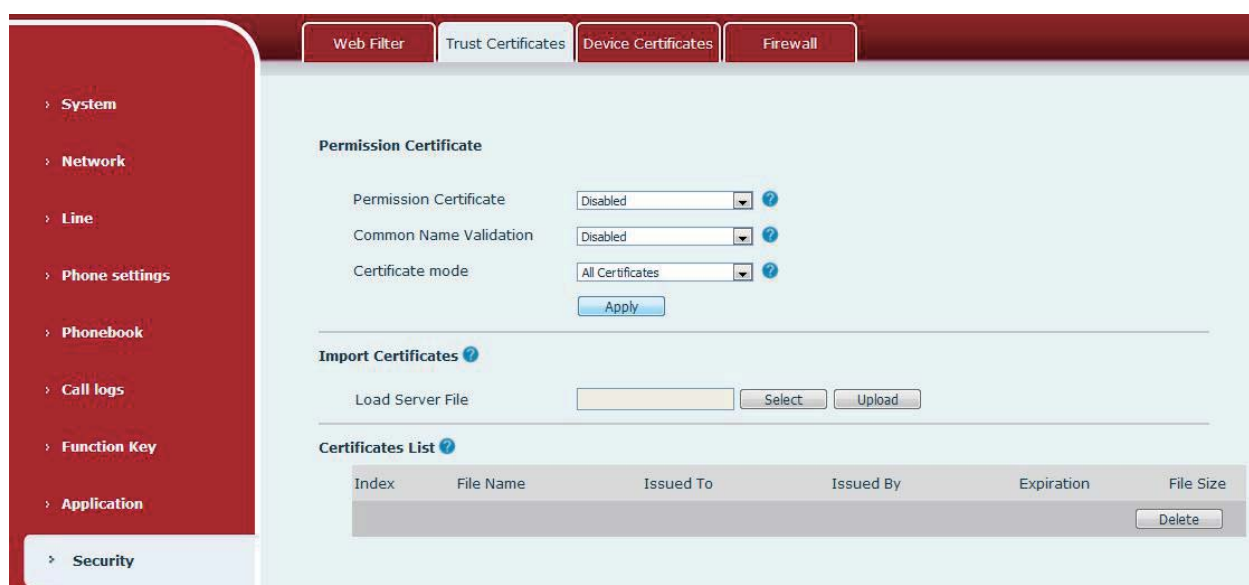 Web Filter
Trust Certificates
Device Certificates
Firewall
› System
› Network
› Line
› Phone settings
› Phonebook
› Call logs
› Function Key
› Application
› Security
Permission Certificate
Permission Certificate Disabled ?
Common Name Validation Disabled ?
Certificate mode All Certificates ?
Apply
Import Certificates ?
Load Server File Select Upload
Certificates List ?
Index File Name Issued To Issued By Expiration File Size
Delete